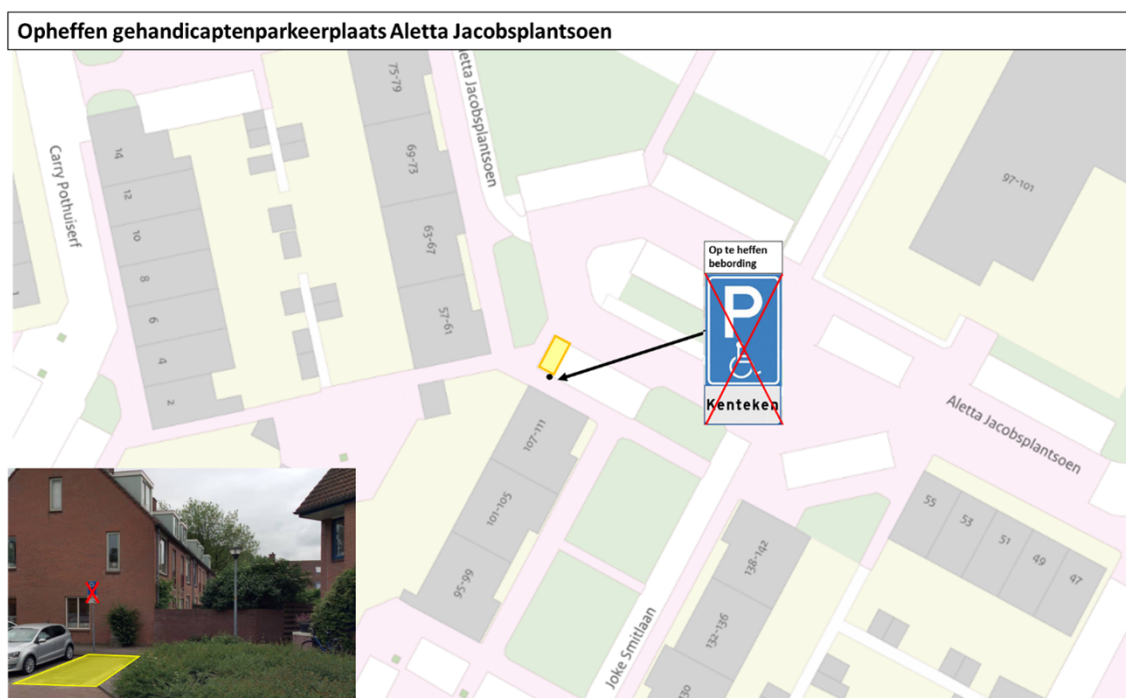 Opheffen gehandicaptenparkeerplaats Aletta Jacobsplantsoen
75-79
Aletta Jacobsplantsoen
69-73
63-67
57-61
Carry Pothuiserf
14
12
10
8
6
4
2
1
97-101
Op te heffen
bebording
P
Kenteken
107-111
101-105
95-99
Aletta Jacobsplantsoen
55
53
51
49
47
138-142
132-136
130
Joke Smitlaan